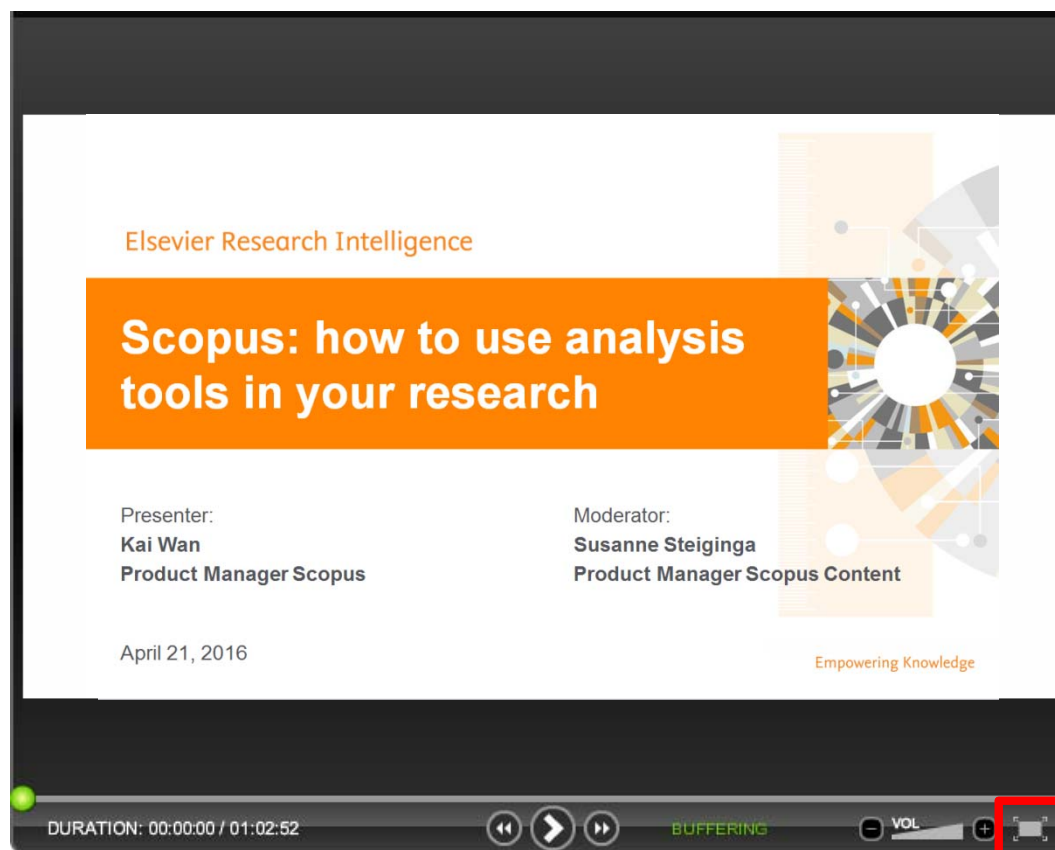 Elsevier Research Intelligence
Scopus: how to use analysis
tools in your research
Presenter:
Kai Wan
Product Manager Scopus
Moderator:
Susanne Steiginga
Product Manager Scopus Content
April 21, 2016
Empowering Knowledge
DURATION: 00:00:00 / 01:02:52
BUFFERING
VOL